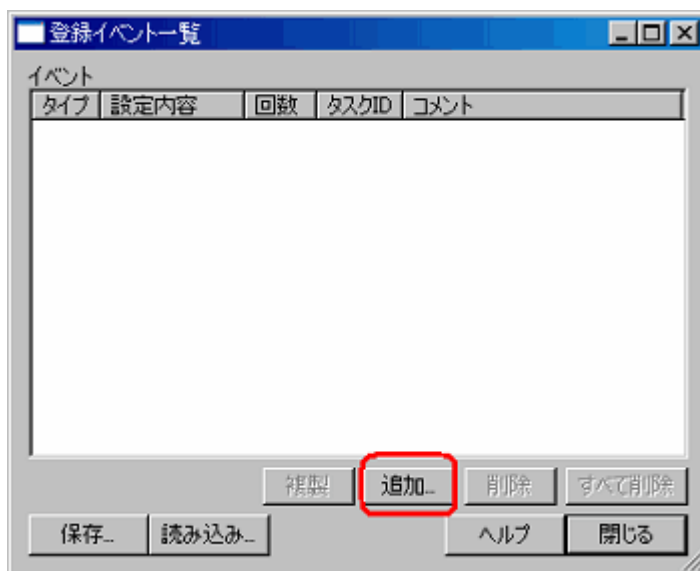 登録イベント一覧
イベント
タイプ 設定内容 回数 タスクID コメント
複製 追加... 削除 すべて削除
保存... 読み込み... ヘルプ 閉じる